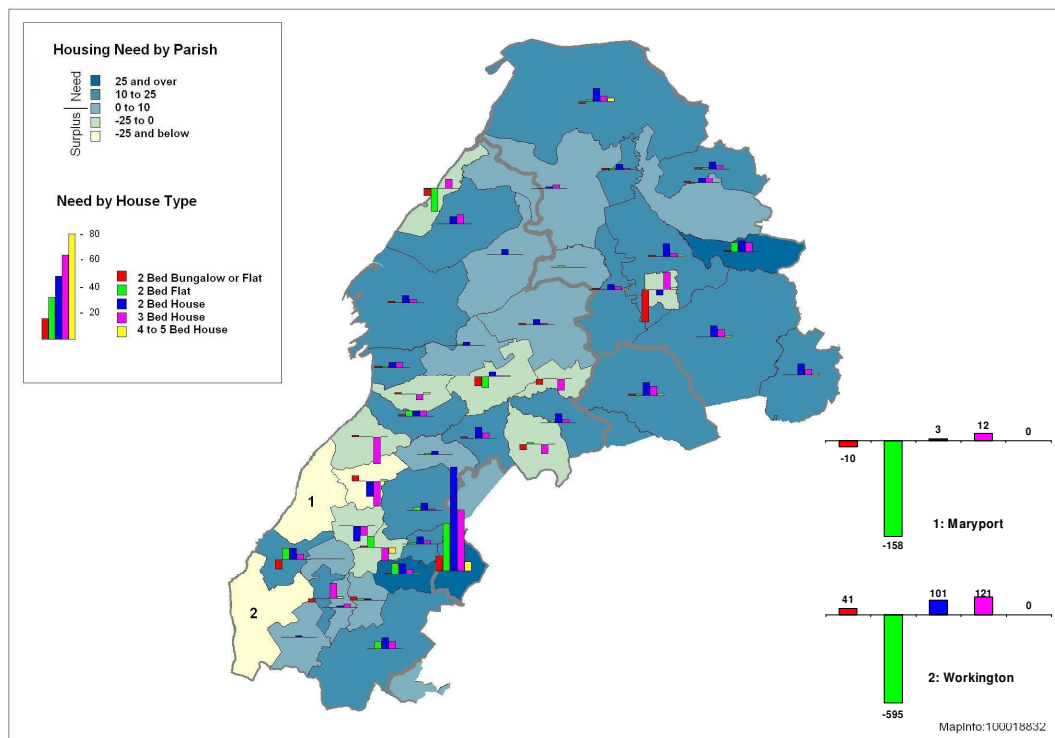 Housing Need by Parish
Need
Surplus
25 and over
10 to 25
0 to 10
-25 to 0
-25 and below
Need by House Type
- 80
- 60
- 40
- 20
2 Bed Bungalow or Flat
2 Bed Flat
2 Bed House
3 Bed House
4 to 5 Bed House
1
2
3
12
0
-10
-158
1: Maryport
41
101
121
0
-595
2: Workington
MapInfo:100018832